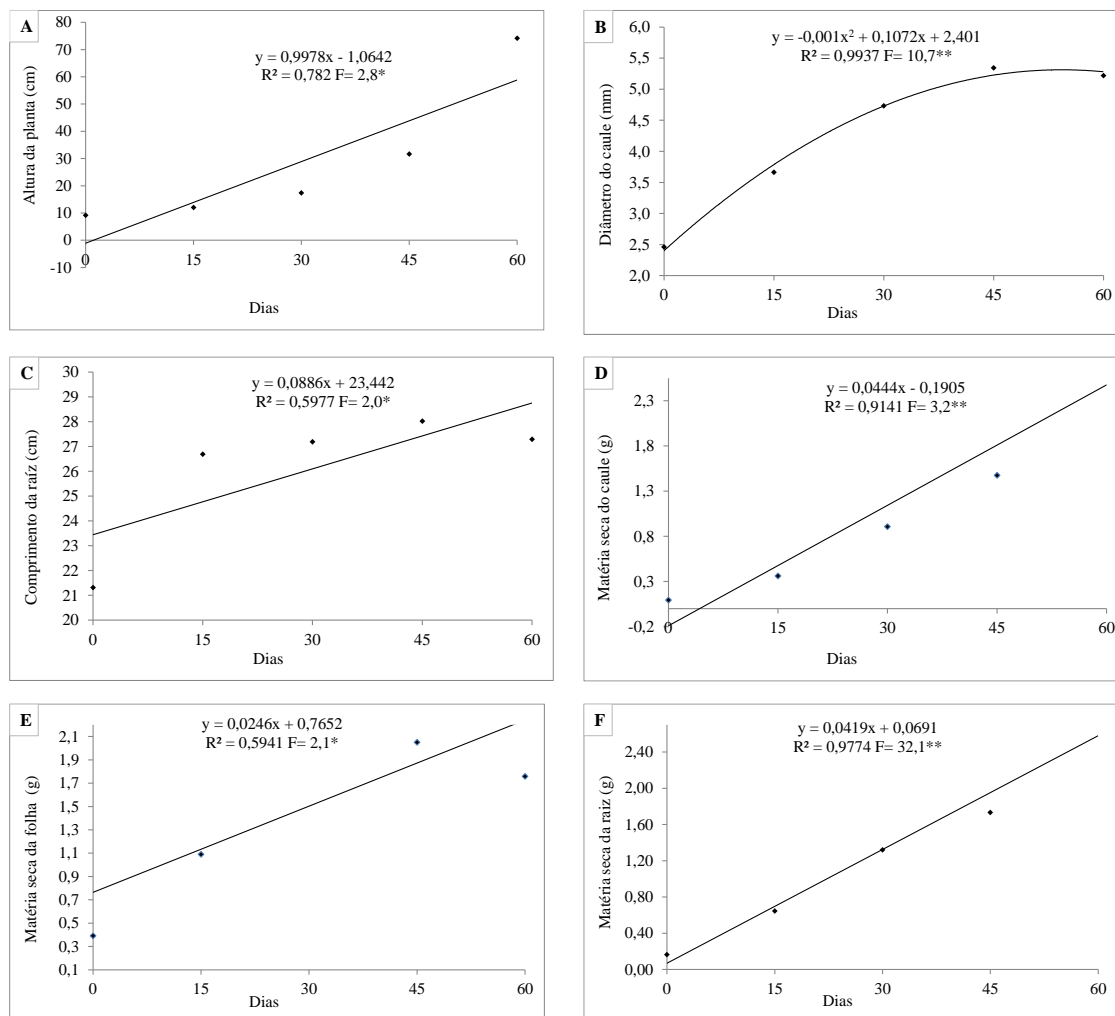 A
y = 0,9978x - 1,0642
R² = 0,782 F= 2,8*
Altura da planta (cm)
80
70
60
50
40
30
20
10
0
-10
0 15 30 45 60
Dias
B
y = -0,001x² + 0,1072x + 2,401
R² = 0,9937 F= 10,7**
Diâmetro do caule (mm)
6,0
5,5
5,0
4,5
4,0
3,5
3,0
2,5
2,0
0 15 30 45 60
Dias
C
y = 0,0886x + 23,442
R² = 0,5977 F= 2,0*
Comprimento da raíz (cm)
30
29
28
27
26
25
24
23
22
21
20
0 15 30 45 60
Dias
D
y = 0,0444x - 0,1905
R² = 0,9141 F= 3,2**
Matéria seca do caule (g)
2,3
1,8
1,3
0,8
0,3
-0,2
0 15 30 45 60
Dias
E
y = 0,0246x + 0,7652
R² = 0,5941 F= 2,1*
Matéria seca da folha (g)
2,1
1,9
1,7
1,5
1,3
1,1
0,9
0,7
0,5
0,3
0,1
0 15 30 45 60
Dias
F
y = 0,0419x + 0,0691
R² = 0,9774 F= 32,1**
Matéria seca da raiz (g)
2,40
2,00
1,60
1,20
0,80
0,40
0,00
0 15 30 45 60
Dias